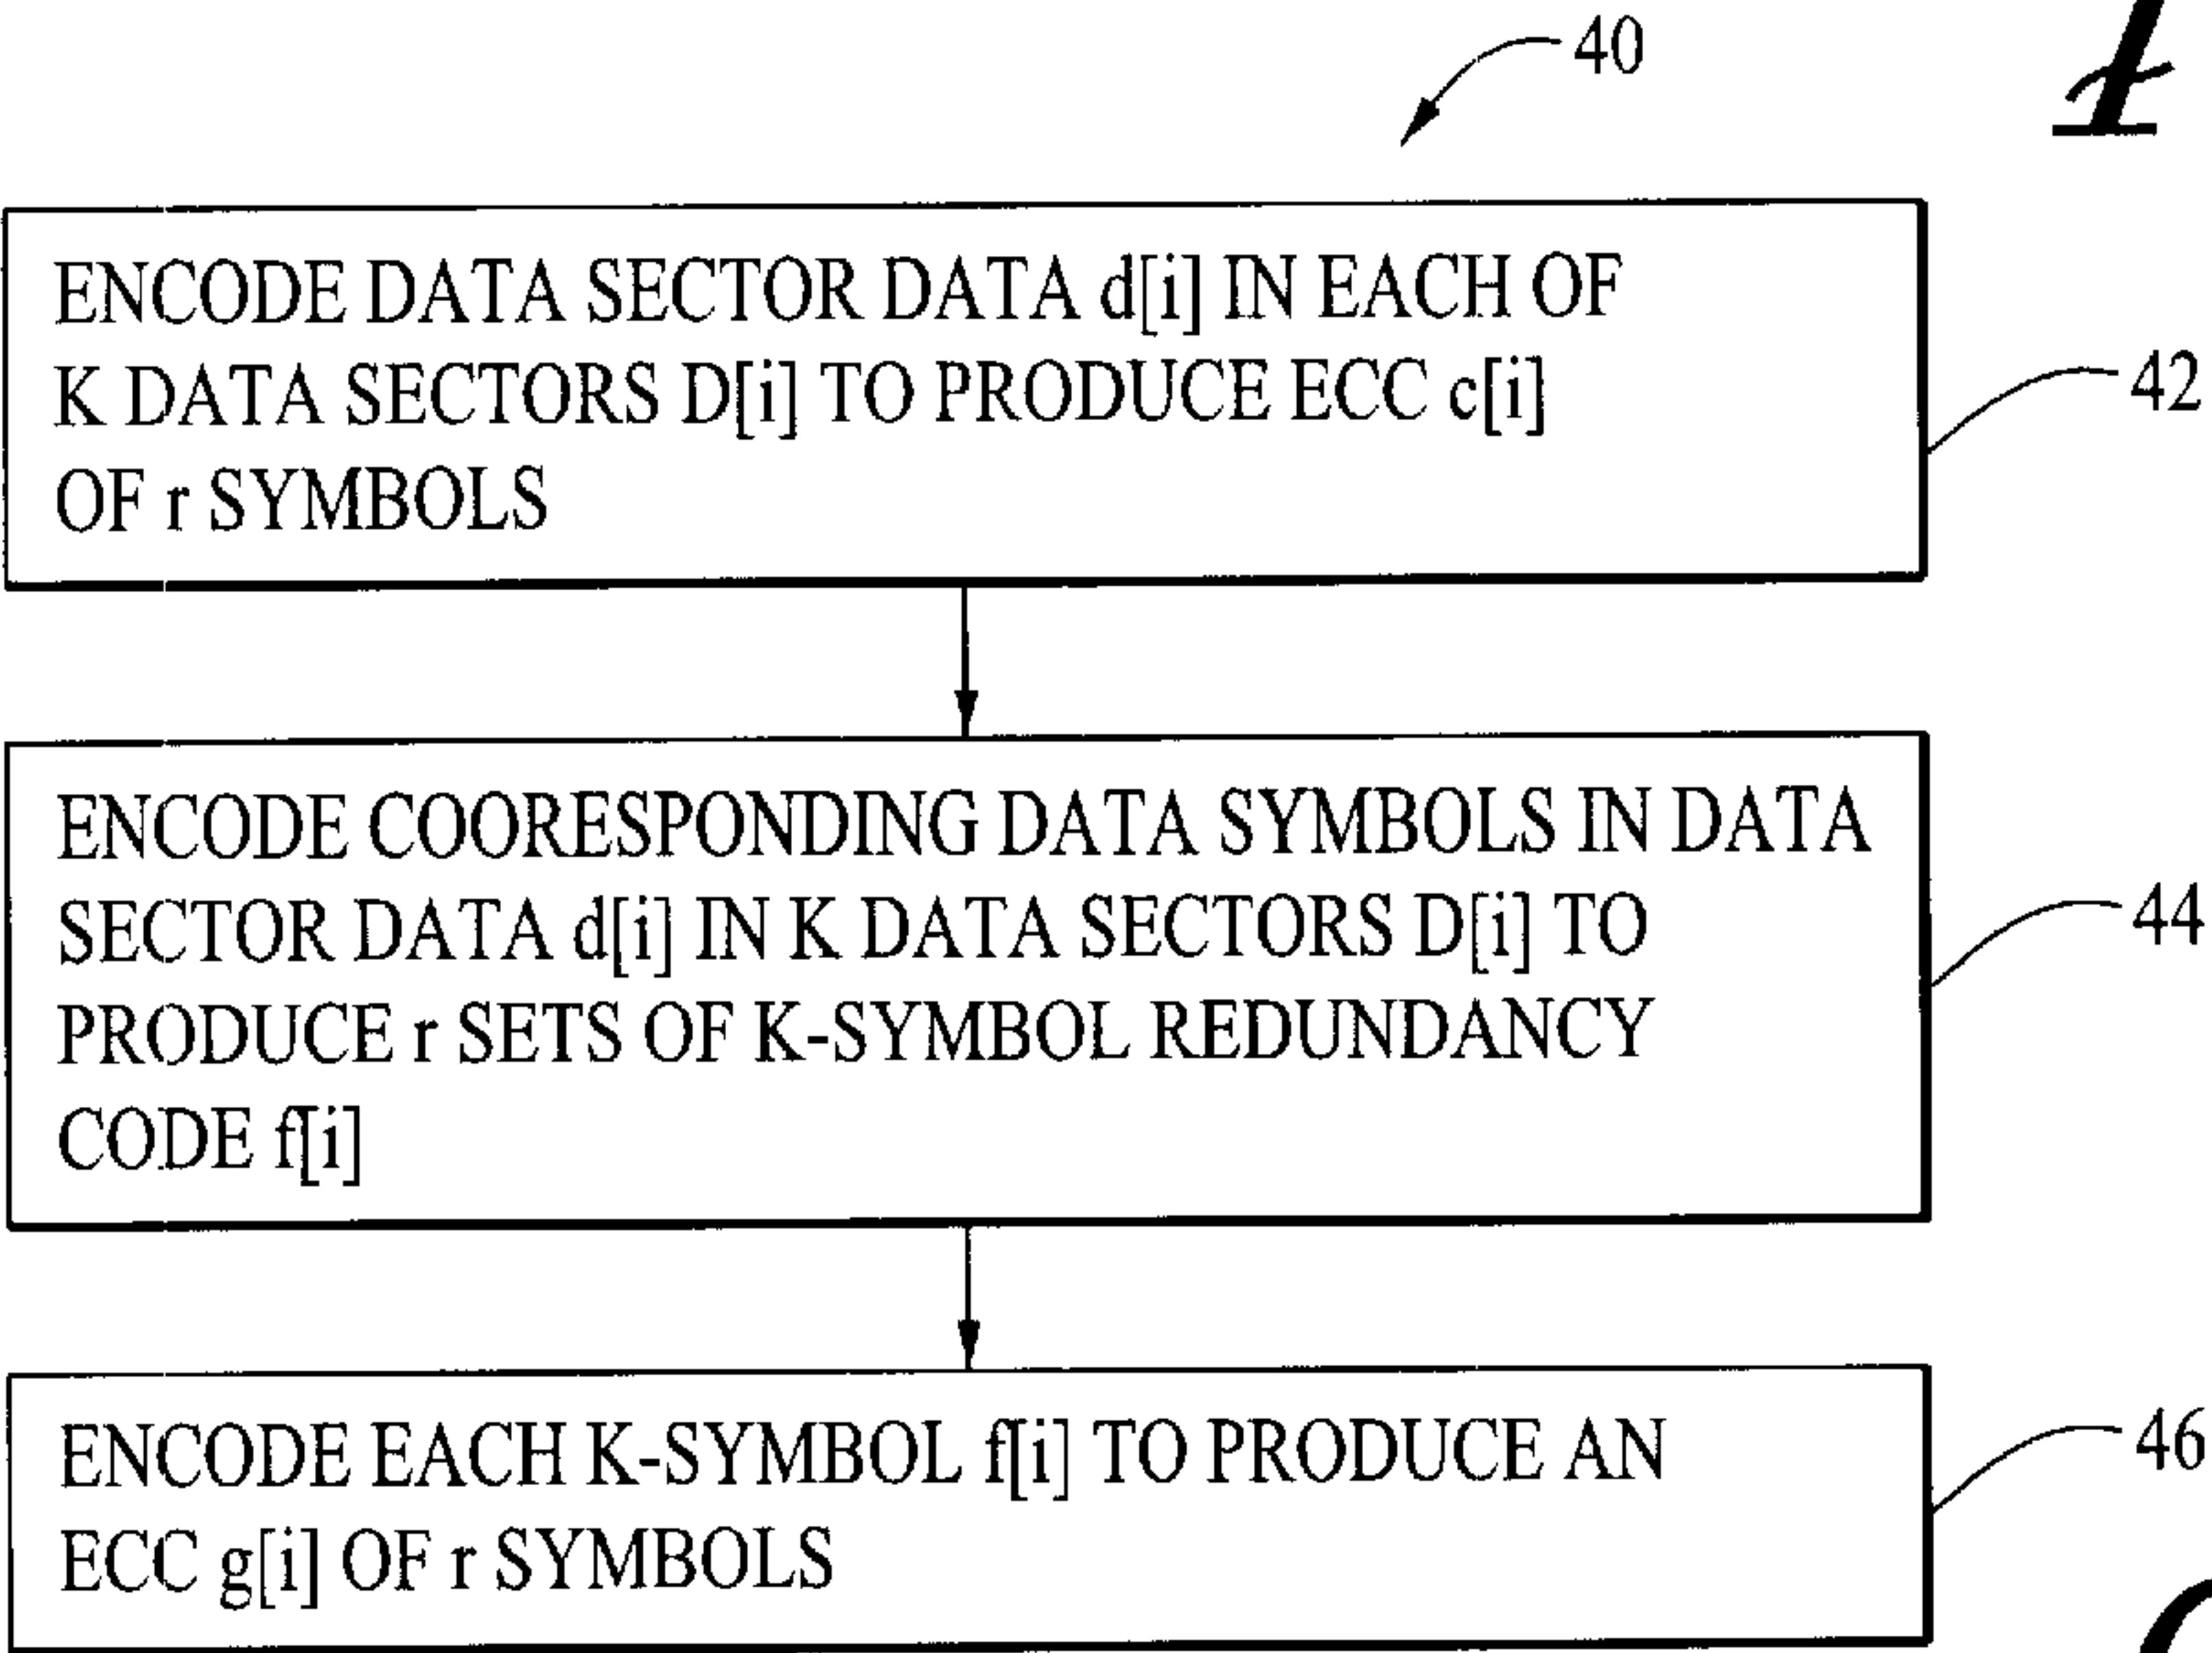 40
ENCODE DATA SECTOR DATA d[i] IN EACH OF
K DATA SECTORS D[i] TO PRODUCE ECC c[i]
OF r SYMBOLS
42
ENCODE COORESPONDING DATA SYMBOLS IN DATA
SECTOR DATA d[i] IN K DATA SECTORS D[i] TO
PRODUCE r SETS OF K-SYMBOL REDUNDANCY
CODE f[i]
44
ENCODE EACH K-SYMBOL f[i] TO PRODUCE AN
ECC g[i] OF r SYMBOLS
46